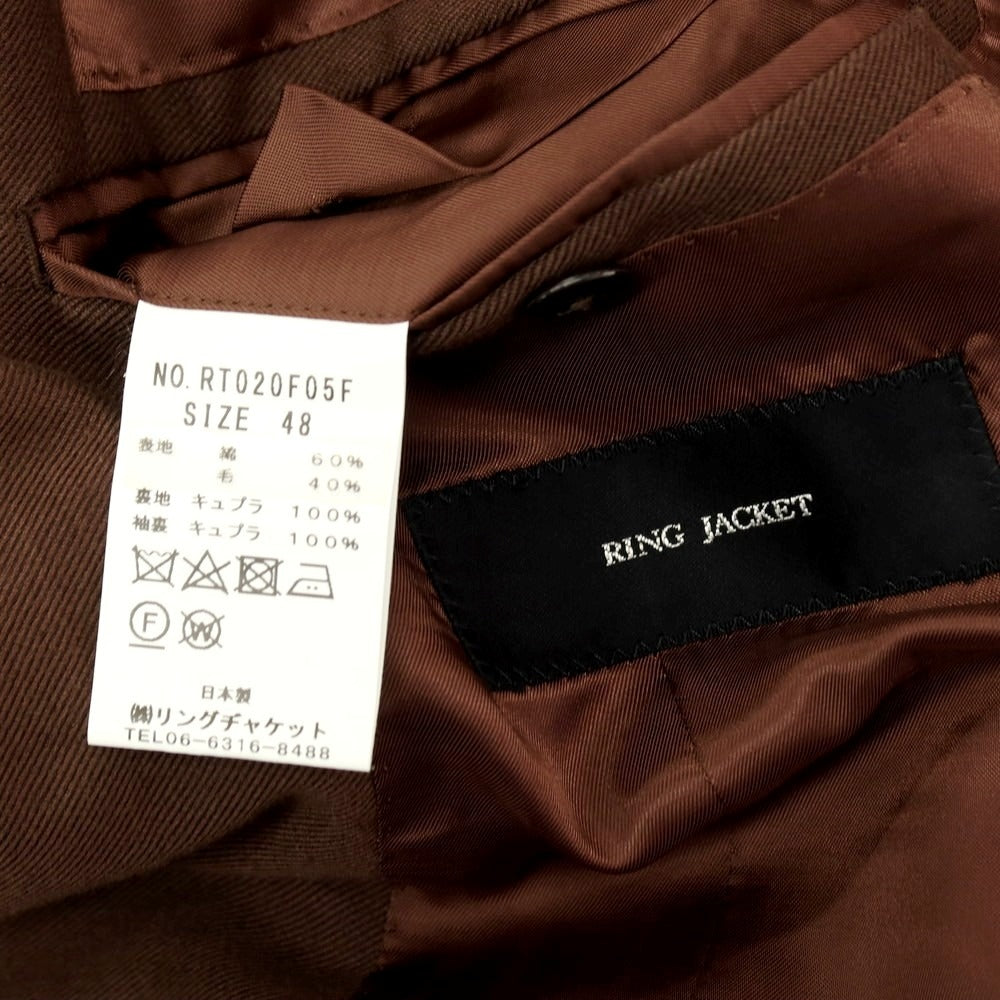 NO. RT020F05F
SIZE 48
表地 綿 60%
毛 40%
裏地 キュプラ 100%
袖裏 キュプラ 100%
F W
日本製
㈱リングヂャケット
TEL06-6316-8488
RING JACKET